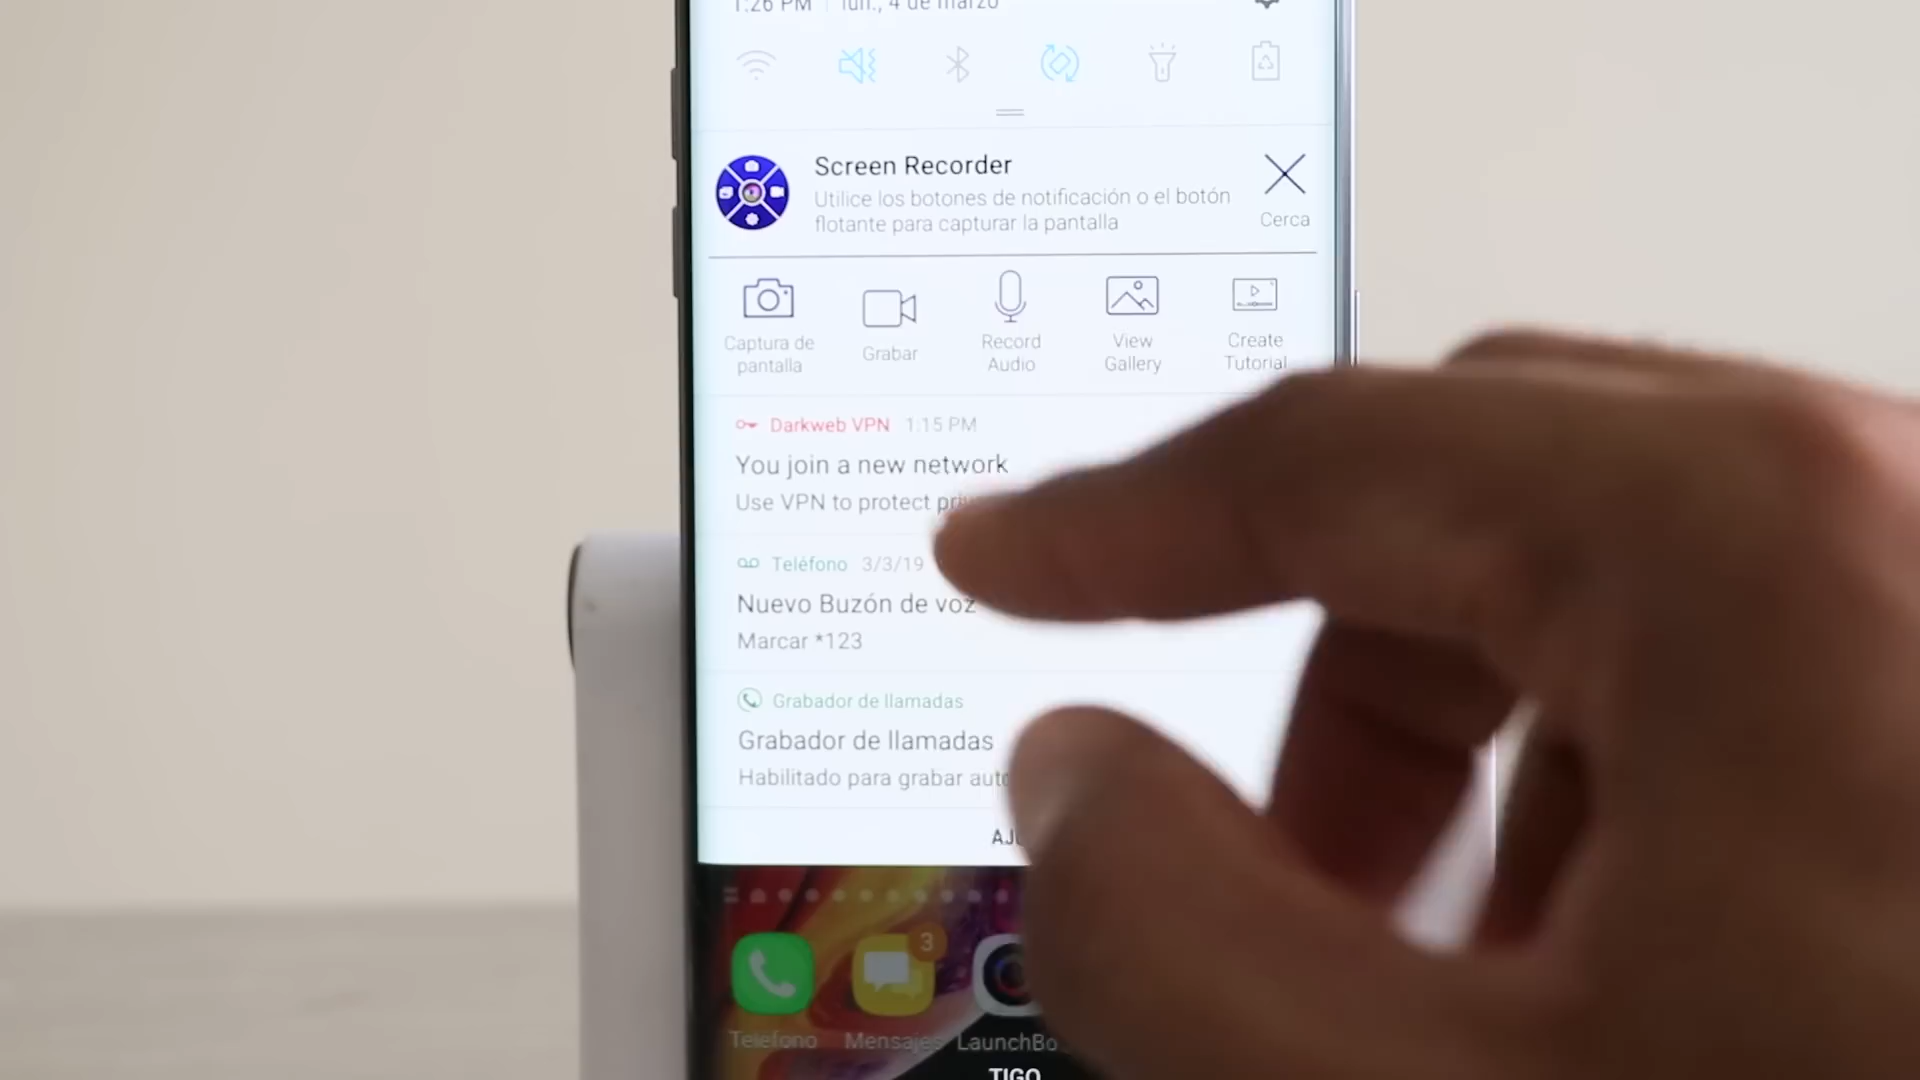 1:26 PM | lun., 4 de marzo
Screen Recorder
Utilice los botones de notificación o el botón
flotante para capturar la pantalla
Cerca
Captura de
pantalla
Grabar
Record
Audio
View
Gallery
Create
Tutorial
Darkweb VPN 1:15 PM
You join a new network
Use VPN to protect
Teléfono 3/3/19
Nuevo Buzón de voz
Marcar *123
Grabador de llamadas
Grabador de llamadas
Habilitado para grabar
3
Teléfono
Mensajes
LaunchBo
TIGO